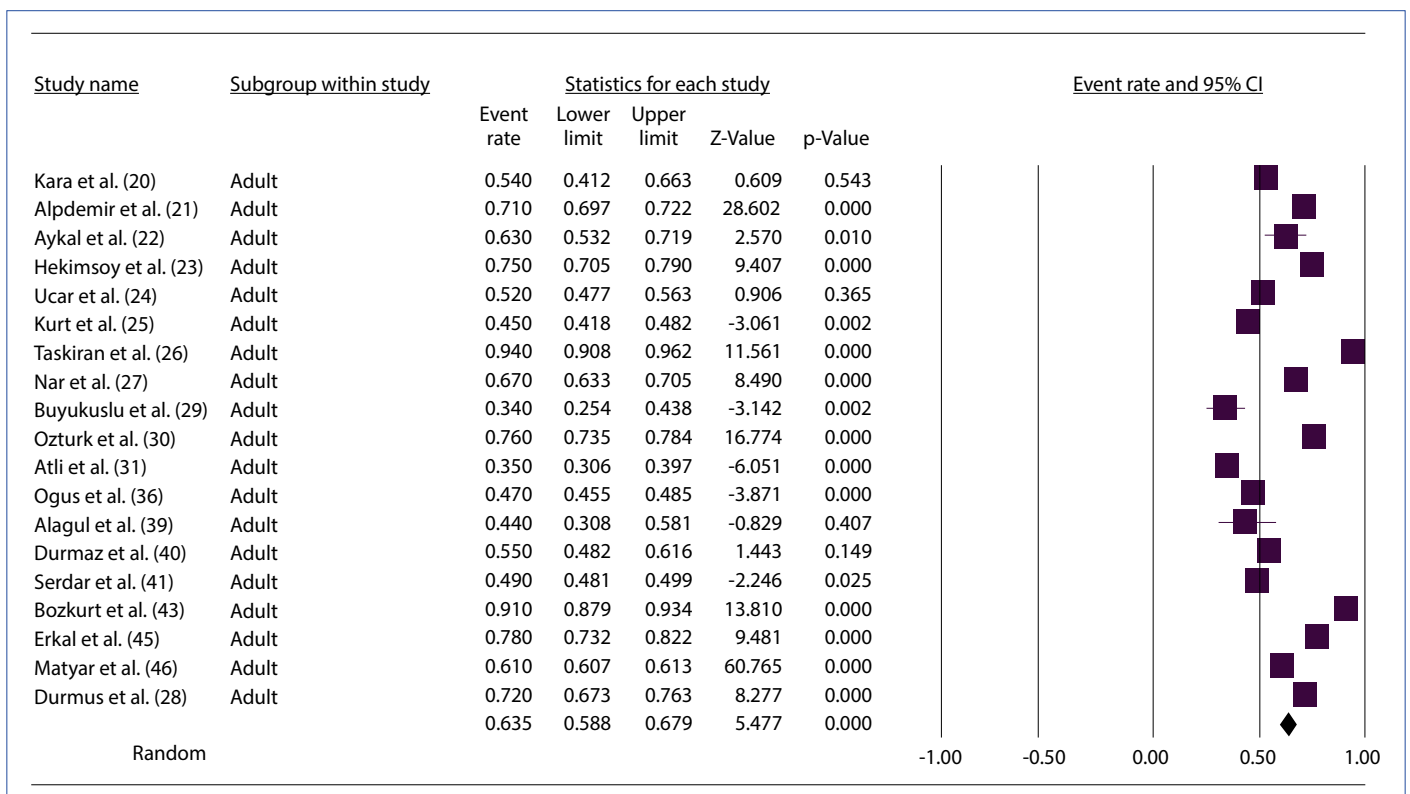 Study name Subgroup within study Statistics for each study Event rate and 95% CI
Event rate Lower limit Upper limit Z-Value p-Value
Kara et al. (20) Adult 0.540 0.412 0.663 0.609 0.543
Alpdemir et al. (21) Adult 0.710 0.697 0.722 28.602 0.000
Aykal et al. (22) Adult 0.630 0.532 0.719 2.570 0.010
Hekimsoy et al. (23) Adult 0.750 0.705 0.790 9.407 0.000
Ucar et al. (24) Adult 0.520 0.477 0.563 0.906 0.365
Kurt et al. (25) Adult 0.450 0.418 0.482 -3.061 0.002
Taskiran et al. (26) Adult 0.940 0.908 0.962 11.561 0.000
Nar et al. (27) Adult 0.670 0.633 0.705 8.490 0.000
Buyukuslu et al. (29) Adult 0.340 0.254 0.438 -3.142 0.002
Ozturk et al. (30) Adult 0.760 0.735 0.784 16.774 0.000
Atli et al. (31) Adult 0.350 0.306 0.397 -6.051 0.000
Ogus et al. (36) Adult 0.470 0.455 0.485 -3.871 0.000
Alagul et al. (39) Adult 0.440 0.308 0.581 -0.829 0.407
Durmaz et al. (40) Adult 0.550 0.482 0.616 1.443 0.149
Serdar et al. (41) Adult 0.490 0.481 0.499 -2.246 0.025
Bozkurt et al. (43) Adult 0.910 0.879 0.934 13.810 0.000
Erkal et al. (45) Adult 0.780 0.732 0.822 9.481 0.000
Matyar et al. (46) Adult 0.610 0.607 0.613 60.765 0.000
Durmus et al. (28) Adult 0.720 0.673 0.763 8.277 0.000
0.635 0.588 0.679 5.477 0.000
Random -1.00 -0.50 0.00 0.50 1.00